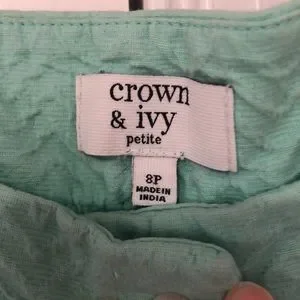 crown
& ivy
petite
8P
MADE IN
INDIA